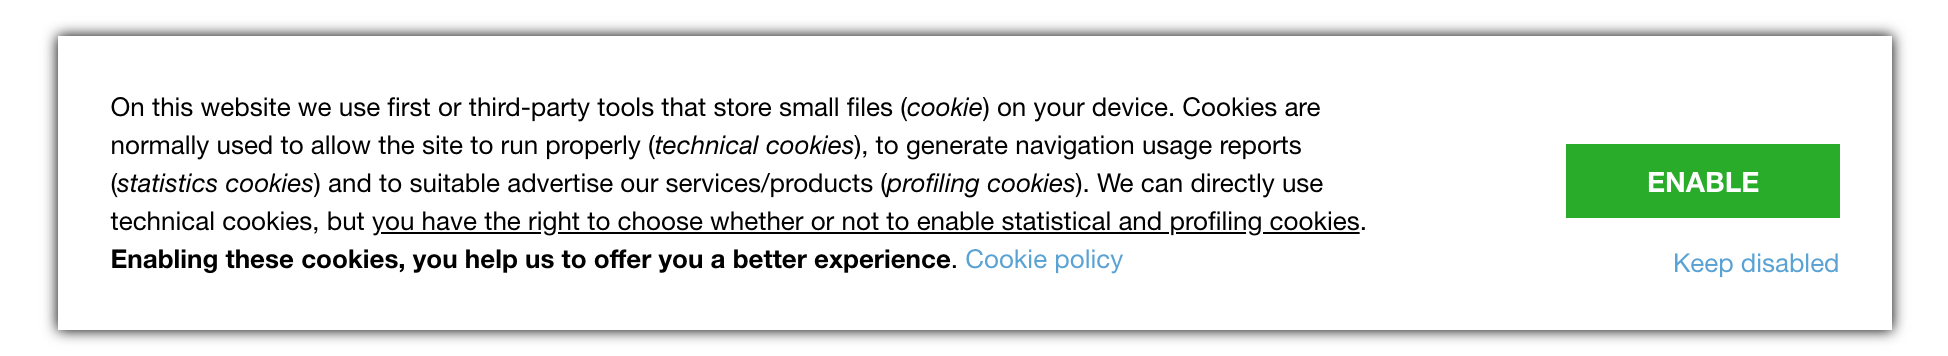 On this website we use first or third-party tools that store small files (cookie) on your device. Cookies are
normally used to allow the site to run properly (technical cookies), to generate navigation usage reports
(statistics cookies) and to suitable advertise our services/products (profiling cookies). We can directly use
technical cookies, but you have the right to choose whether or not to enable statistical and profiling cookies.
Enabling these cookies, you help us to offer you a better experience. Cookie policy
ENABLE
Keep disabled